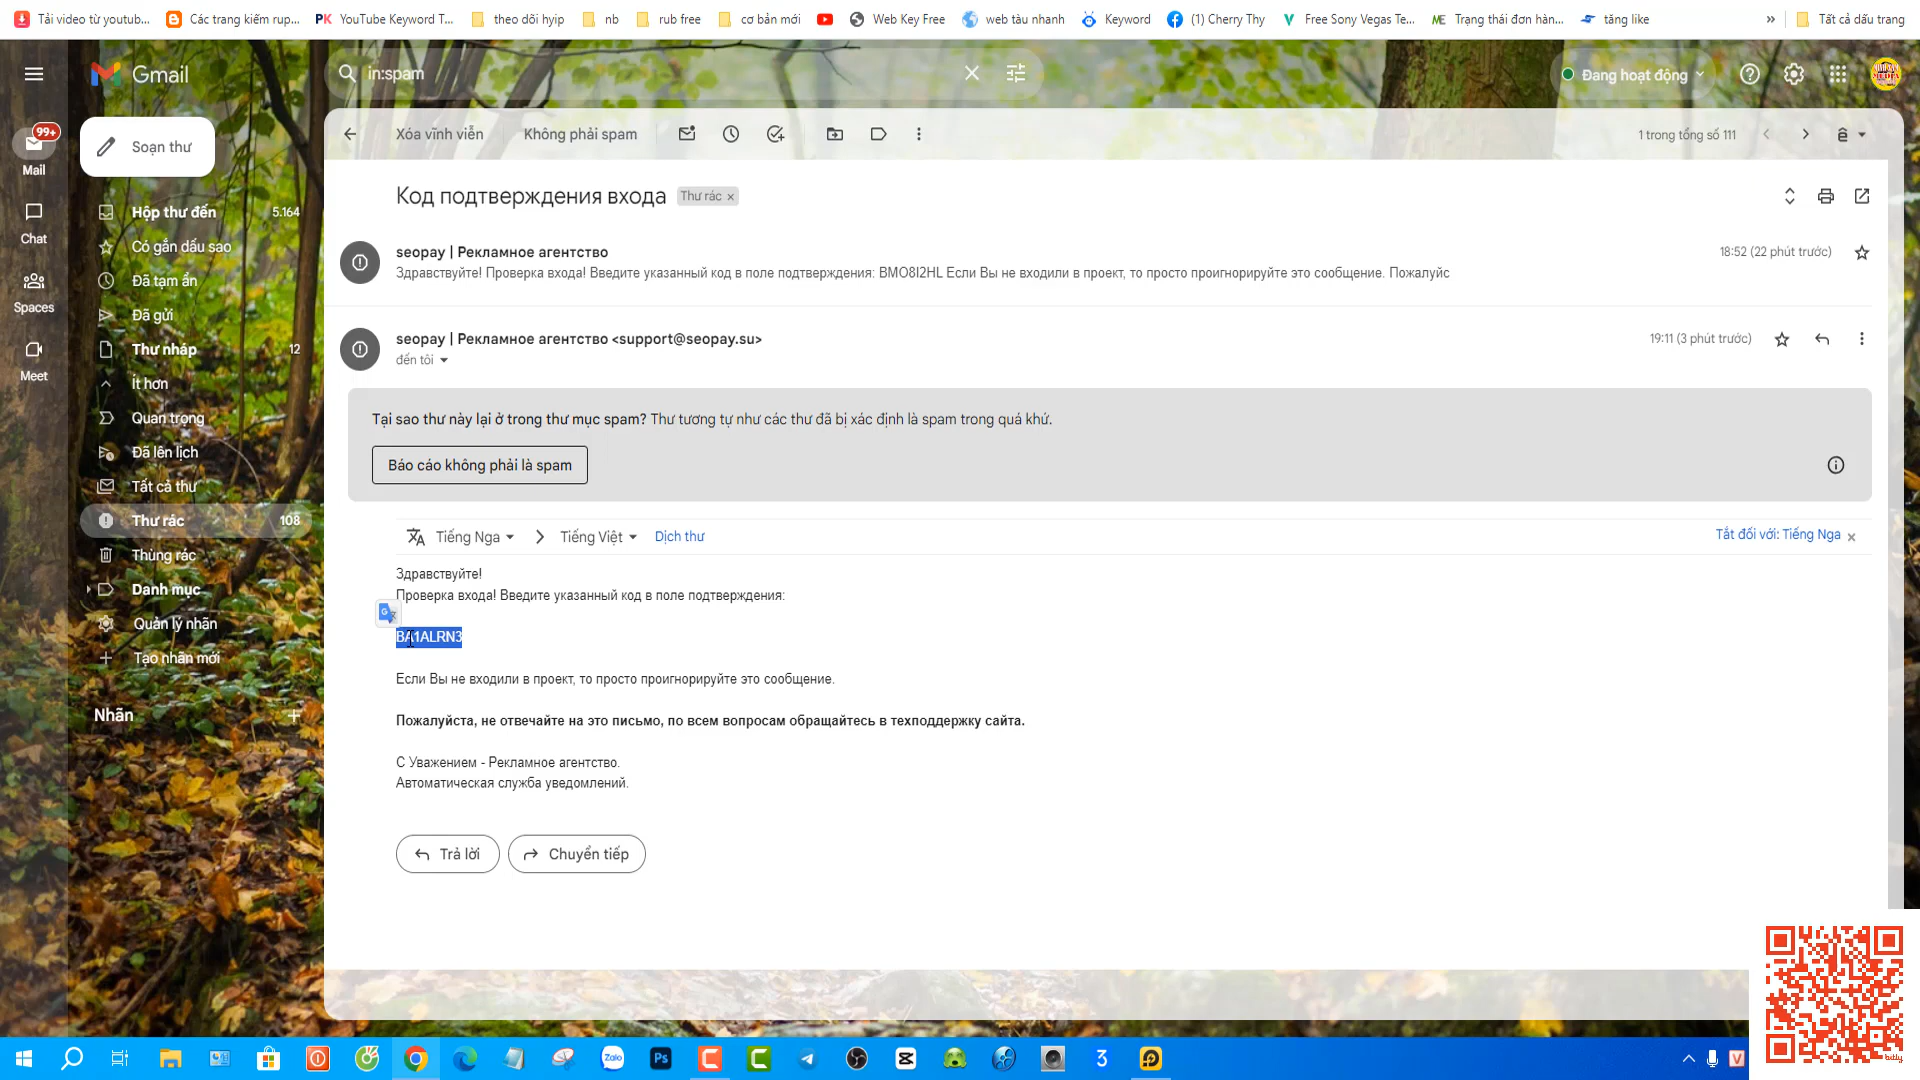 Tải video từ youtub...
Các trang kiếm rup...
PK YouTube Keyword T...
theo dõi hyip
nb
rub free
cơ bản mới
Web Key Free
web tàu nhanh
Keyword
(1) Cherry Thy
V Free Sony Vegas Te...
ME Trạng thái đơn hàn...
tăng like
»
Tất cả dấu trang
Gmail
in:spam
Đang hoạt động
99+
Mail
Chat
Spaces
Meet
Soạn thư
Hộp thư đến 5.164
Có gắn dấu sao
Đã tạm ẩn
Đã gửi
Thư nháp 12
Ít hơn
Quan trọng
Đã lên lịch
Tất cả thư
Thư rác 108
Thùng rác
Danh mục
Quản lý nhãn
Tạo nhãn mới
Nhãn
Xóa vĩnh viễn
Không phải spam
1 trong tổng số 111
Код подтверждения входа
Thư rác ×
seopay | Рекламное агентство
18:52 (22 phút trước)
Здравствуйте! Проверка входа! Введите указанный код в поле подтверждения: BMO8I2HL Если Вы не входили в проект, то просто проигнорируйте это сообщение. Пожалуйс
seopay | Рекламное агентство <support@seopay.su>
19:11 (3 phút trước)
đến tôi
Tại sao thư này lại ở trong thư mục spam? Thư tương tự như các thư đã bị xác định là spam trong quá khứ.
Báo cáo không phải là spam
Tiếng Nga
Tiếng Việt
Dịch thư
Tắt đối với: Tiếng Nga ×
Здравствуйте!
Проверка входа! Введите указанный код в поле подтверждения:
BA1ALRN3
Если Вы не входили в проект, то просто проигнорируйте это сообщение.
Пожалуйста, не отвечайте на это письмо, по всем вопросам обращайтесь в техподдержку сайта.
С Уважением - Рекламное агентство.
Автоматическая служба уведомлений.
Trả lời
Chuyển tiếp
Zalo
Ps
3
V
bitly